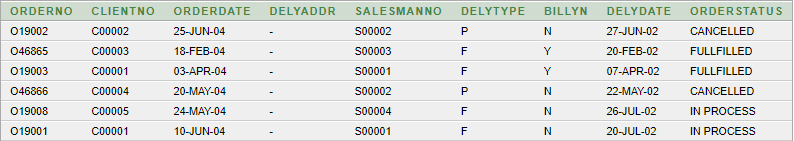 ORDERNO CLIENTNO ORDERDATE DELYADDR SALESMANNO DELYTYPE BILLYN DELYDATE ORDERSTATUS
O19002 C00002 25-JUN-04 - S00002 P N 27-JUN-02 CANCELLED
O46865 C00003 18-FEB-04 - S00003 F Y 20-FEB-02 FULLFILLED
O19003 C00001 03-APR-04 - S00001 F Y 07-APR-02 FULLFILLED
O46866 C00004 20-MAY-04 - S00002 P N 22-MAY-02 CANCELLED
O19008 C00005 24-MAY-04 - S00004 F N 26-JUL-02 IN PROCESS
O19001 C00001 10-JUN-04 - S00001 F N 20-JUL-02 IN PROCESS